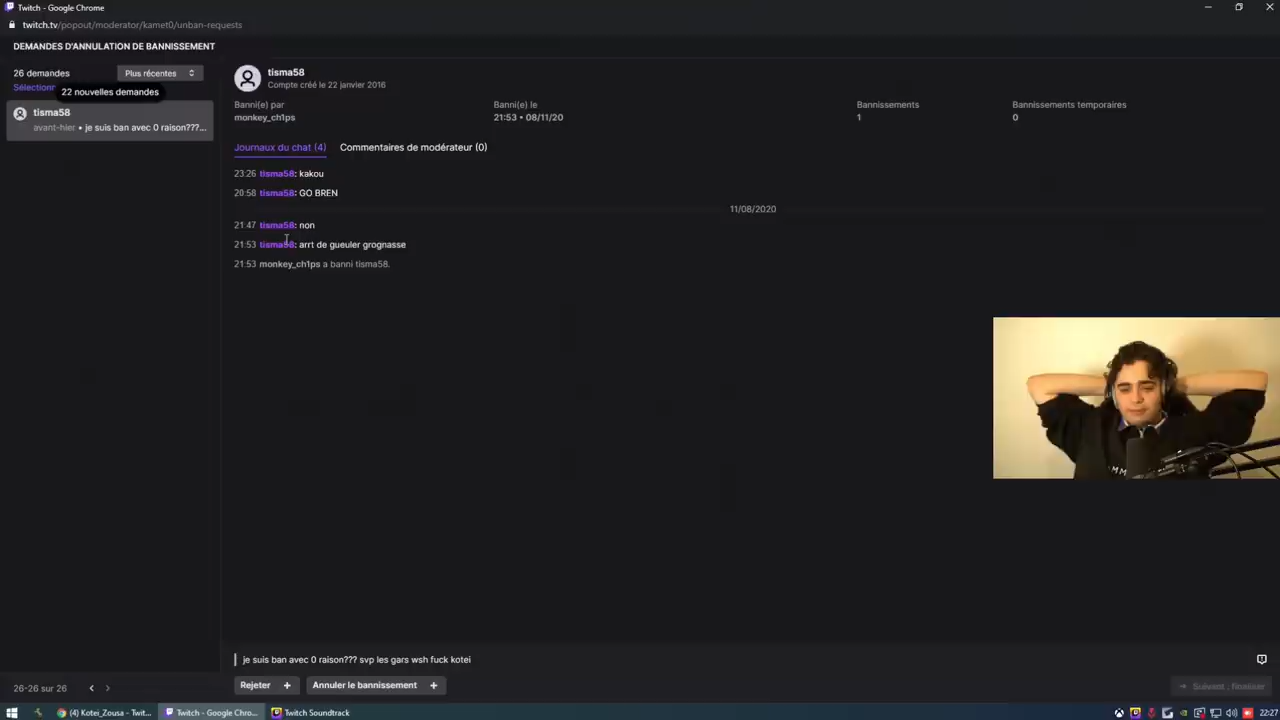 Twitch - Google Chrome
twitch.tv/popout/moderator/kamet0/unban-requests
DEMANDES D'ANNULATION DE BANNISSEMENT
26 demandes
Plus récentes
Sélectionn
22 nouvelles demandes
tisma58
avant-hier • je suis ban avec 0 raison???...
tisma58
Compte créé le 22 janvier 2016
Banni(e) par
monkey_ch1ps
Banni(e) le
21:53 • 08/11/20
Bannissements
1
Bannissements temporaires
0
Journaux du chat (4)
Commentaires de modérateur (0)
23:26 tisma58: kakou
20:58 tisma58: GO BREN
11/08/2020
21:47 tisma58: non
21:53 tisma58: arrt de gueuler grognasse
21:53 monkey_ch1ps a banni tisma58.
je suis ban avec 0 raison??? svp les gars wsh fuck kotei
Rejeter +
Annuler le bannissement +
Suivant : finaliser
26-26 sur 26
(4) Kotei_Zousa - Twit...
Twitch - Google Chro...
Twitch Soundtrack
22:27